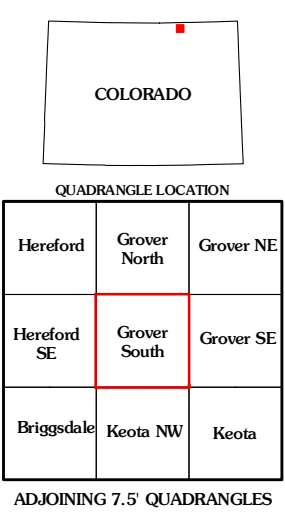 COLORADO
QUADRANGLE LOCATION
Hereford
Grover
North
Grover NE
Hereford
SE
Grover
South
Grover SE
Briggsdale
Keota NW
Keota
ADJOINING 7.5' QUADRANGLES